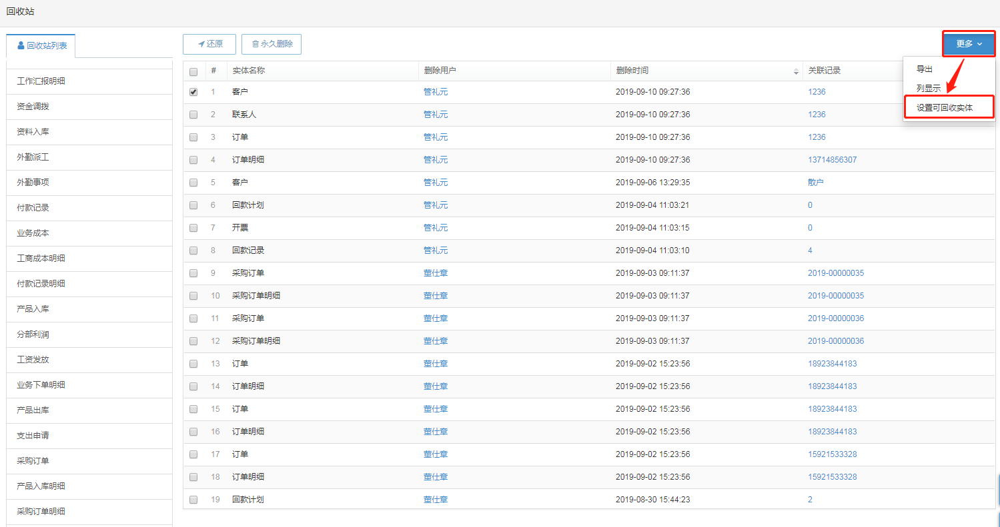 回收站
回收站列表
工作汇报明细
资金调拨
资料入库
外勤派工
外勤事项
付款记录
业务成本
工商成本明细
付款记录明细
产品入库
分部利润
工资发放
业务下单明细
产品出库
支出申请
采购订单
产品入库明细
采购订单明细
还原 永久删除 更多
导出
列显示
设置可回收实体
# 实体名称 删除用户 删除时间 关联记录
1 客户 管礼元 2019-09-10 09:27:36 1236
2 联系人 管礼元 2019-09-10 09:27:36 1236
3 订单 管礼元 2019-09-10 09:27:36 1236
4 订单明细 管礼元 2019-09-10 09:27:36 13714856307
5 客户 管礼元 2019-09-06 13:29:35 散户
6 回款计划 管礼元 2019-09-04 11:03:21 0
7 开票 管礼元 2019-09-04 11:03:15 0
8 回款记录 管礼元 2019-09-04 11:03:10 4
9 采购订单 董仕章 2019-09-03 09:11:37 2019-00000035
10 采购订单明细 董仕章 2019-09-03 09:11:37 2019-00000035
11 采购订单 董仕章 2019-09-03 09:11:37 2019-00000036
12 采购订单明细 董仕章 2019-09-03 09:11:37 2019-00000036
13 订单 董仕章 2019-09-02 15:23:56 18923844183
14 订单明细 董仕章 2019-09-02 15:23:56 18923844183
15 订单 董仕章 2019-09-02 15:23:56 18923844183
16 订单明细 董仕章 2019-09-02 15:23:56 18923844183
17 订单 董仕章 2019-09-02 15:23:56 15921533328
18 订单明细 董仕章 2019-09-02 15:23:56 15921533328
19 回款计划 董仕章 2019-08-30 15:44:23 2